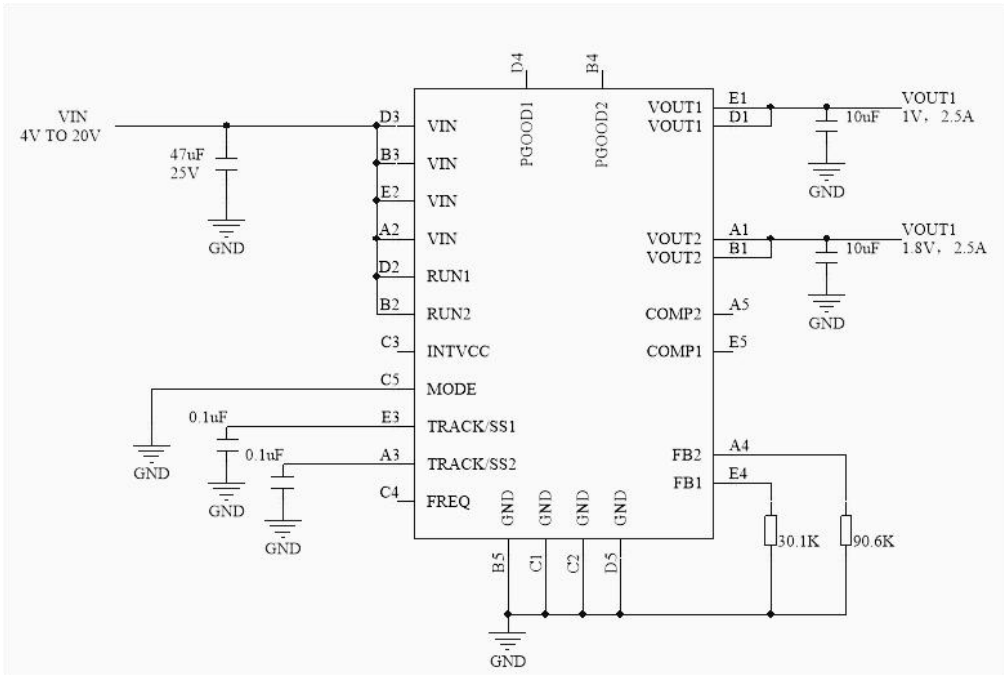 D4
B4
PGOOD1
PGOOD2
VIN
4V TO 20V
47uF
25V
GND
D3
VIN
B3
VIN
E2
VIN
A2
VIN
D2
RUN1
B2
RUN2
C3
INTVCC
C5
MODE
E3
TRACK/SS1
A3
TRACK/SS2
C4
FREQ
GND
0.1uF
GND
0.1uF
GND
VOUT1
E1
VOUT1
D1
10uF
VOUT1
1V，2.5A
GND
VOUT2
A1
VOUT2
B1
10uF
VOUT1
1.8V，2.5A
GND
COMP2
A5
COMP1
E5
FB2
A4
FB1
E4
30.1K
90.6K
GND
GND
GND
GND
B5
C1
C2
D5
GND